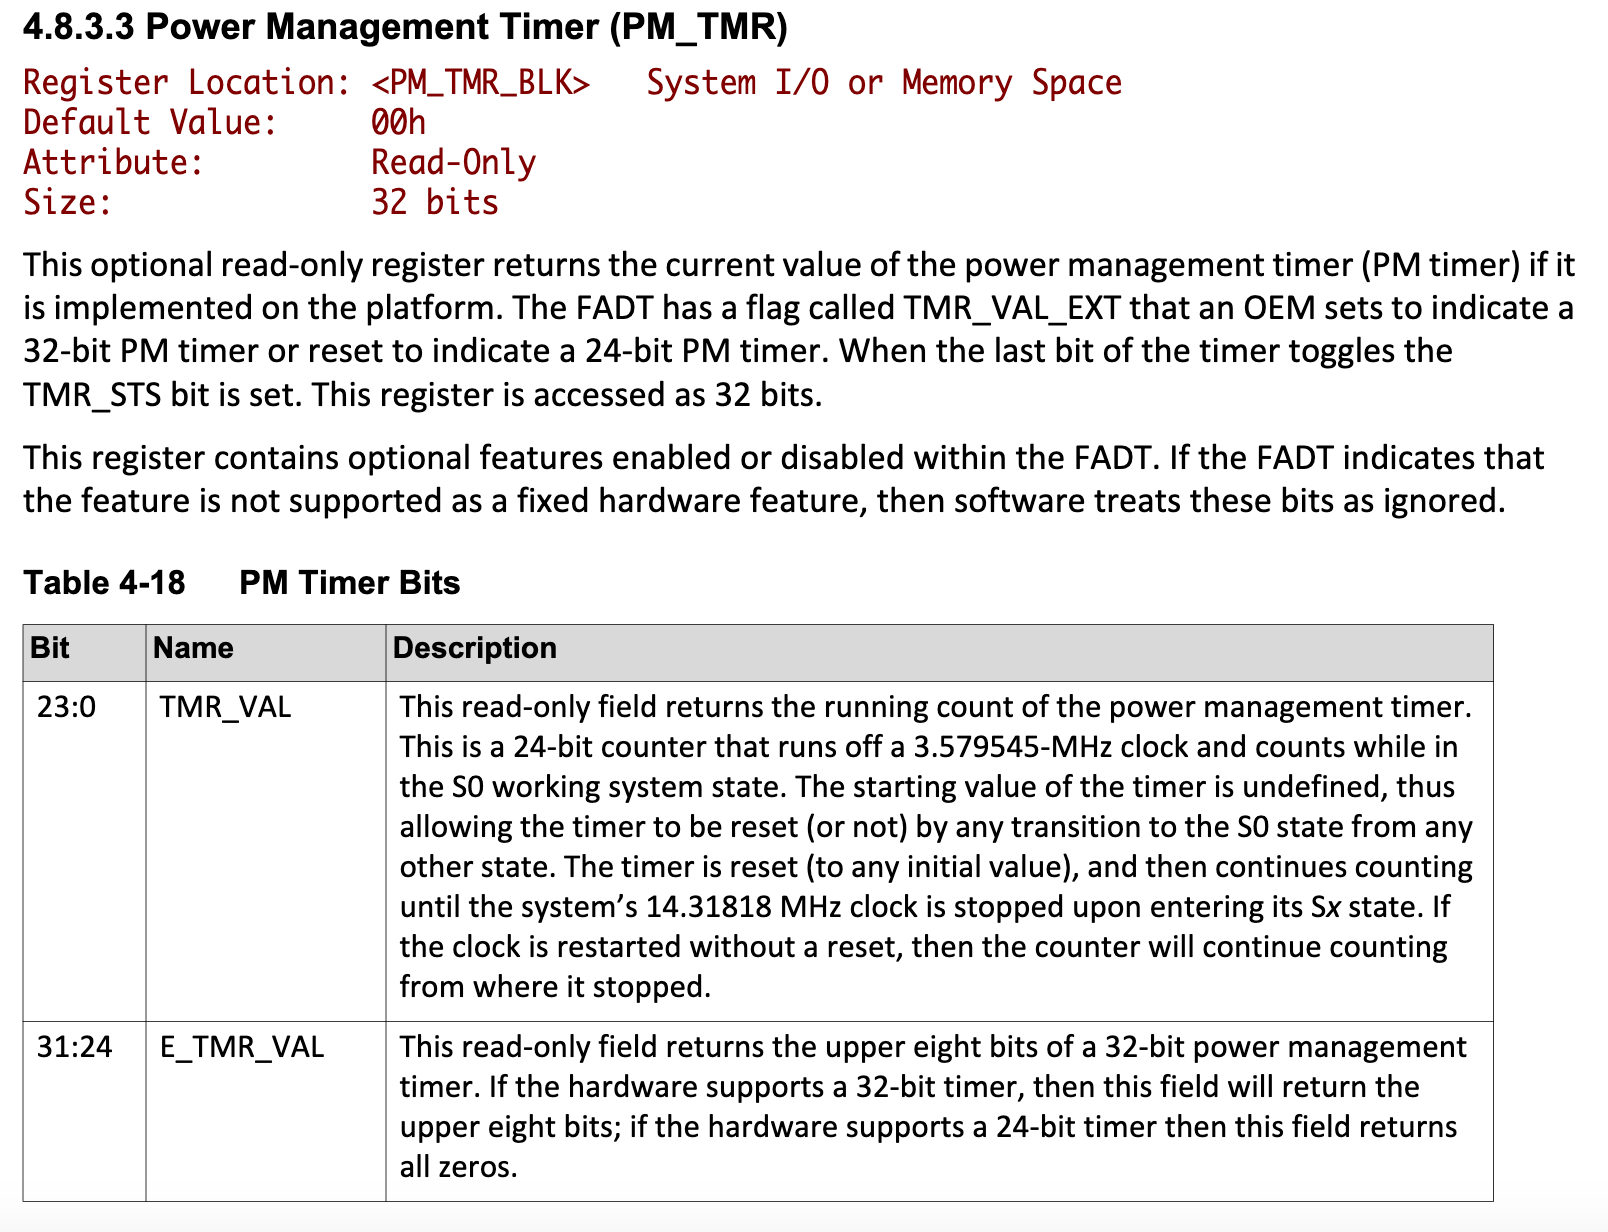 4.8.3.3 Power Management Timer (PM_TMR)
Register Location: <PM_TMR_BLK> System I/O or Memory Space
Default Value: 00h
Attribute: Read-Only
Size: 32 bits
This optional read-only register returns the current value of the power management timer (PM timer) if it
is implemented on the platform. The FADT has a flag called TMR_VAL_EXT that an OEM sets to indicate a
32-bit PM timer or reset to indicate a 24-bit PM timer. When the last bit of the timer toggles the
TMR_STS bit is set. This register is accessed as 32 bits.
This register contains optional features enabled or disabled within the FADT. If the FADT indicates that
the feature is not supported as a fixed hardware feature, then software treats these bits as ignored.
Table 4-18 PM Timer Bits
Bit Name Description
23:0 TMR_VAL This read-only field returns the running count of the power management timer.
This is a 24-bit counter that runs off a 3.579545-MHz clock and counts while in
the S0 working system state. The starting value of the timer is undefined, thus
allowing the timer to be reset (or not) by any transition to the S0 state from any
other state. The timer is reset (to any initial value), and then continues counting
until the system’s 14.31818 MHz clock is stopped upon entering its Sx state. If
the clock is restarted without a reset, then the counter will continue counting
from where it stopped.
31:24 E_TMR_VAL This read-only field returns the upper eight bits of a 32-bit power management
timer. If the hardware supports a 32-bit timer, then this field will return the
upper eight bits; if the hardware supports a 24-bit timer then this field returns
all zeros.